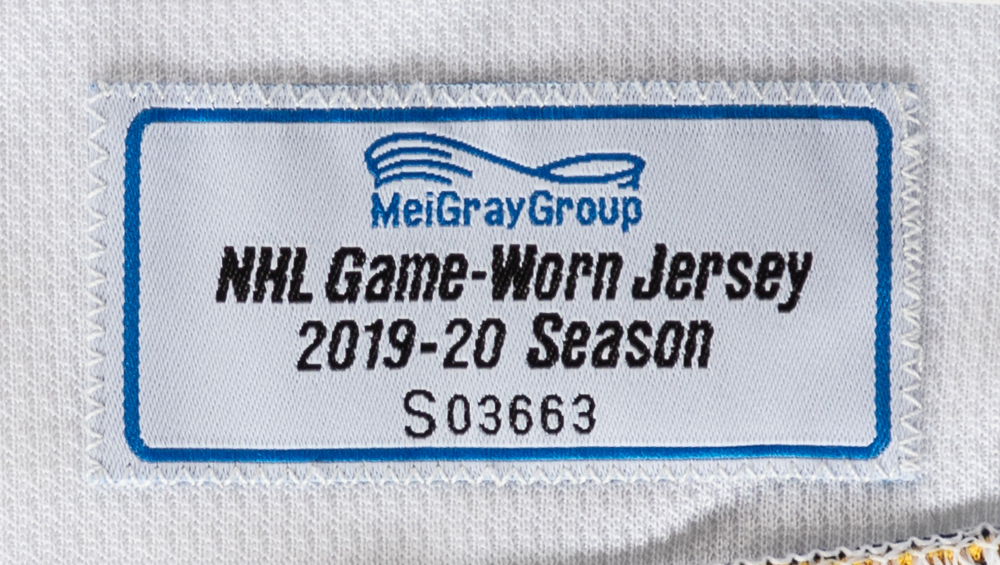 MeiGrayGroup
NHL Game-Worn Jersey
2019-20 Season
S03663